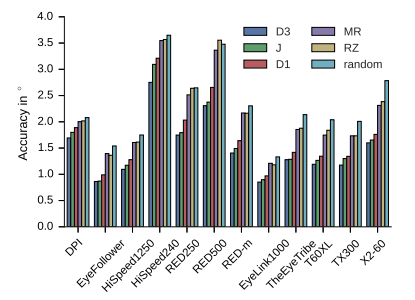 4.0
3.5
3.0
2.5
2.0
1.5
1.0
0.5
0.0
Accuracy in °
D3
J
D1
MR
RZ
random
DPI
EyeFollower
HiSpeed1250
HiSpeed240
RED250
RED500
RED-m
EyeLink1000
TheEyeTribe
T60XL
TX300
X2-60